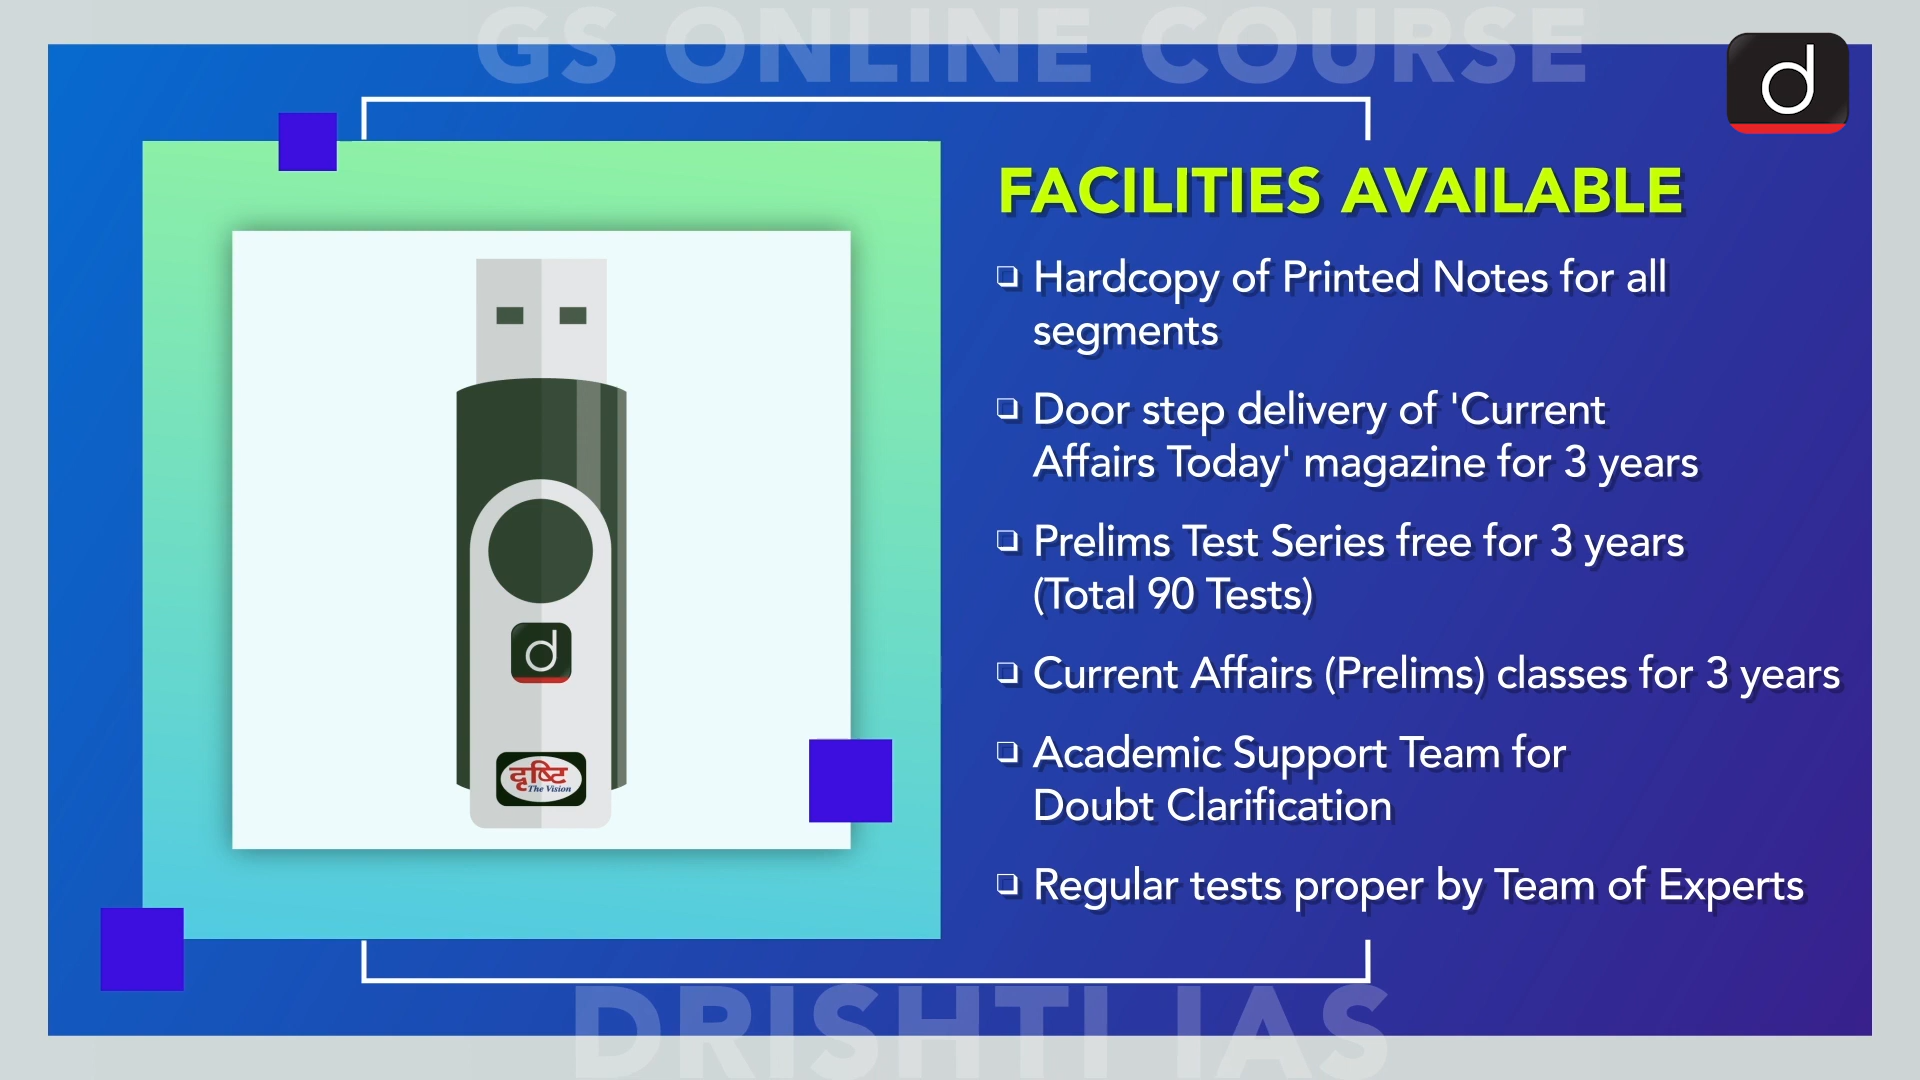 GS ONLINE COURSE
d
FACILITIES AVAILABLE
❑ Hardcopy of Printed Notes for all
segments
❑ Door step delivery of 'Current
Affairs Today' magazine for 3 years
❑ Prelims Test Series free for 3 years
(Total 90 Tests)
❑ Current Affairs (Prelims) classes for 3 years
❑ Academic Support Team for
Doubt Clarification
❑ Regular tests proper by Team of Experts
d
दृष्टि
The Vision
DRISHTI IAS